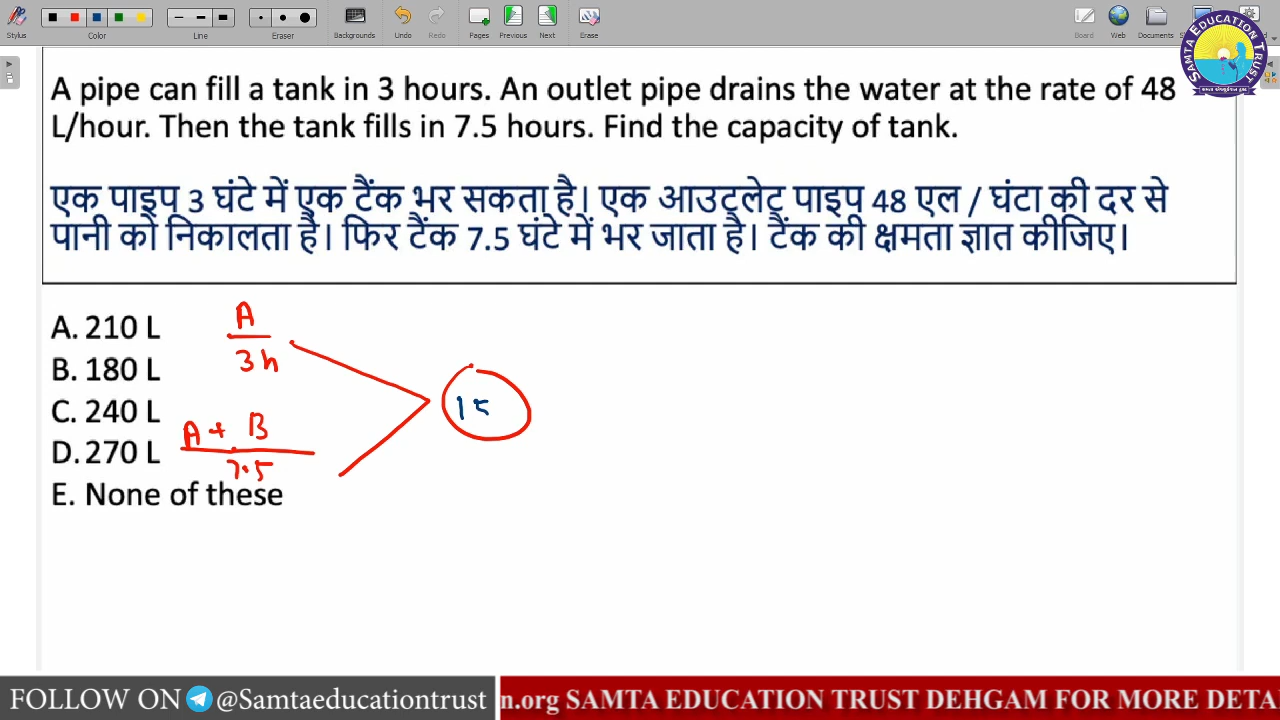 Stylus
Color
Line
Eraser
Backgrounds
Undo
Redo
Pages
Previous
Next
Erase
Board
Web
Documents
SAMTA EDUCATION TRUST
A pipe can fill a tank in 3 hours. An outlet pipe drains the water at the rate of 48
L/hour. Then the tank fills in 7.5 hours. Find the capacity of tank.
एक पाइप 3 घंटे में एक टैंक भर सकता है। एक आउटलेट पाइप 48 एल / घंटा की दर से
पानी को निकालता है। फिर टैंक 7.5 घंटे में भर जाता है। टैंक की क्षमता ज्ञात कीजिए।
A. 210 L
B. 180 L
C. 240 L
D. 270 L
E. None of these
A
3h
A + B
7.5
15
FOLLOW ON @Samtaeducationtrust
n.org SAMTA EDUCATION TRUST DEHGAM FOR MORE DETA